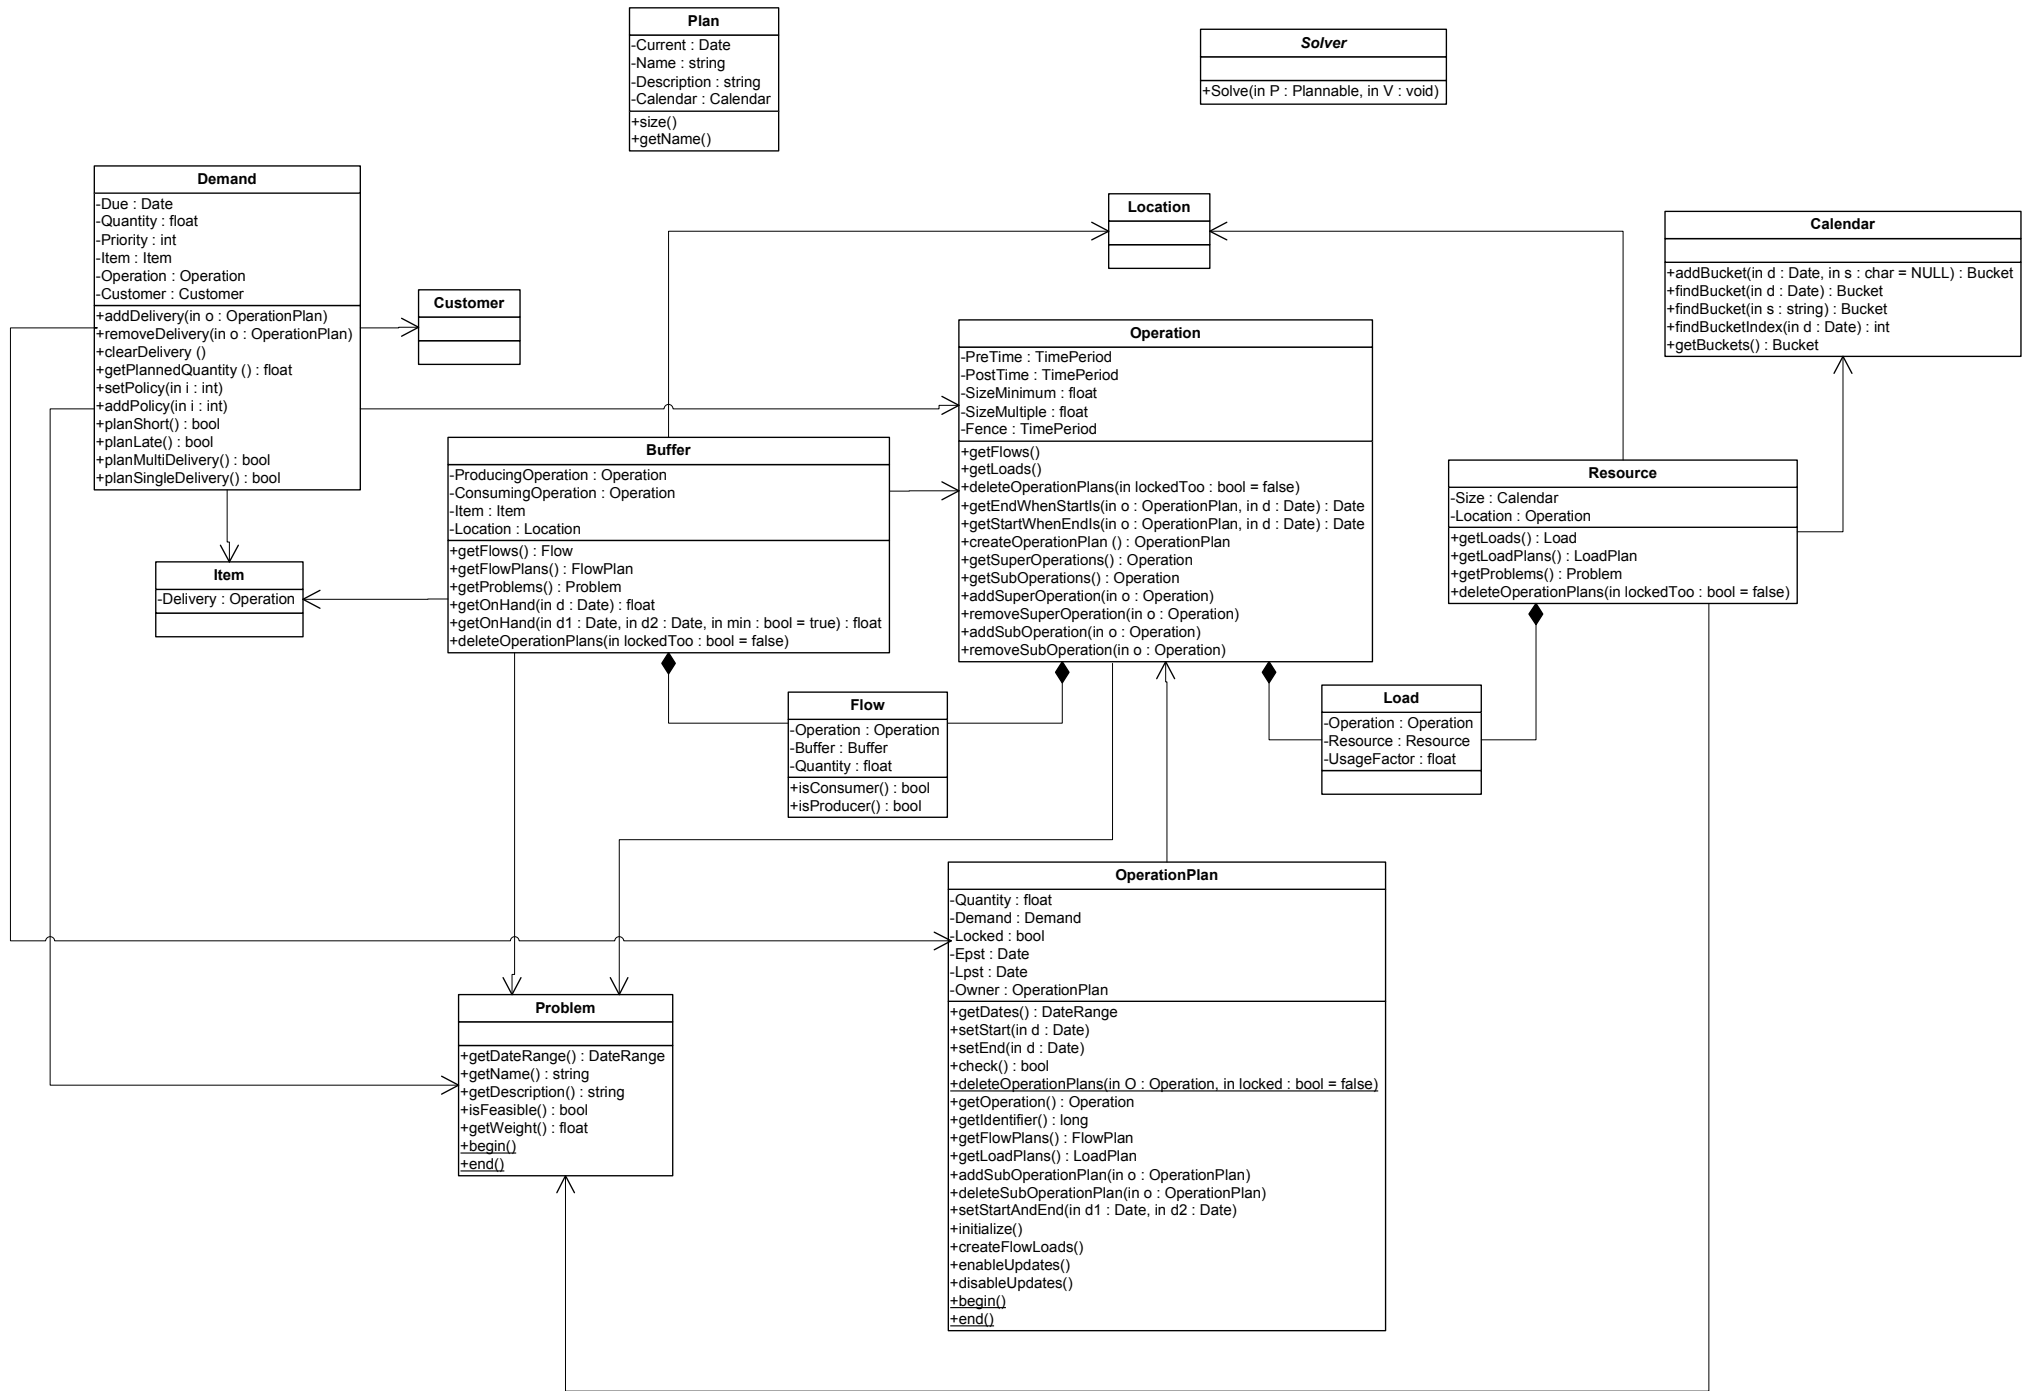 Plan
-Current : Date
-Name : string
-Description : string
-Calendar : Calendar
+size()
+getName()
Solver
+Solve(in P : Plannable, in V : void)
Demand
-Due : Date
-Quantity : float
-Priority : int
-Item : Item
-Operation : Operation
-Customer : Customer
+addDelivery(in o : OperationPlan)
+removeDelivery(in o : OperationPlan)
+clearDelivery ()
+getPlannedQuantity () : float
+setPolicy(in i : int)
+addPolicy(in i : int)
+planShort() : bool
+planLate() : bool
+planMultiDelivery() : bool
+planSingleDelivery() : bool
Customer
Location
Calendar
+addBucket(in d : Date, in s : char = NULL) : Bucket
+findBucket(in d : Date) : Bucket
+findBucket(in s : string) : Bucket
+findBucketIndex(in d : Date) : int
+getBuckets() : Bucket
Operation
-PreTime : TimePeriod
-PostTime : TimePeriod
-SizeMinimum : float
-SizeMultiple : float
-Fence : TimePeriod
+getFlows()
+getLoads()
+deleteOperationPlans(in lockedToo : bool = false)
+getEndWhenStartIs(in o : OperationPlan, in d : Date) : Date
+getStartWhenEndIs(in o : OperationPlan, in d : Date) : Date
+createOperationPlan () : OperationPlan
+getSuperOperations() : Operation
+getSubOperations() : Operation
+addSuperOperation(in o : Operation)
+removeSuperOperation(in o : Operation)
+addSubOperation(in o : Operation)
+removeSubOperation(in o : Operation)
Buffer
-ProducingOperation : Operation
-ConsumingOperation : Operation
-Item : Item
-Location : Location
+getFlows() : Flow
+getFlowPlans() : FlowPlan
+getProblems() : Problem
+getOnHand(in d : Date) : float
+getOnHand(in d1 : Date, in d2 : Date, in min : bool = true) : float
+deleteOperationPlans(in lockedToo : bool = false)
Resource
-Size : Calendar
-Location : Operation
+getLoads() : Load
+getLoadPlans() : LoadPlan
+getProblems() : Problem
+deleteOperationPlans(in lockedToo : bool = false)
Item
-Delivery : Operation
Flow
-Operation : Operation
-Buffer : Buffer
-Quantity : float
+isConsumer() : bool
+isProducer() : bool
Load
-Operation : Operation
-Resource : Resource
-UsageFactor : float
OperationPlan
-Quantity : float
-Demand : Demand
-Locked : bool
-Epst : Date
-Lpst : Date
-Owner : OperationPlan
+getDates() : DateRange
+setStart(in d : Date)
+setEnd(in d : Date)
+check() : bool
+deleteOperationPlans(in O : Operation, in locked : bool = false)
+getOperation() : Operation
+getIdentifier() : long
+getFlowPlans() : FlowPlan
+getLoadPlans() : LoadPlan
+addSubOperationPlan(in o : OperationPlan)
+deleteSubOperationPlan(in o : OperationPlan)
+setStartAndEnd(in d1 : Date, in d2 : Date)
+initialize()
+createFlowLoads()
+enableUpdates()
+disableUpdates()
+begin()
+end()
Problem
+getDateRange() : DateRange
+getName() : string
+getDescription() : string
+isFeasible() : bool
+getWeight() : float
+begin()
+end()